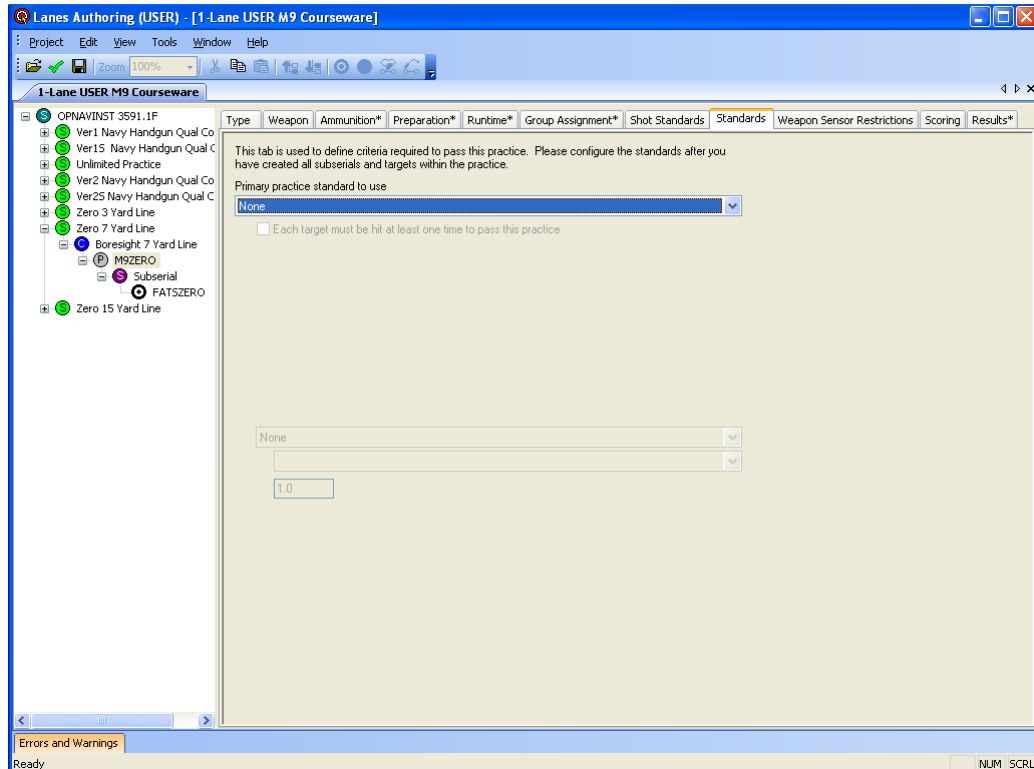 Lanes Authoring (USER) - [1-Lane USER M9 Courseware]
Project Edit View Tools Window Help
Zoom 100%
1-Lane USER M9 Courseware
OPNAVINST 3591.1F
Ver1 Navy Handgun Qual Co
Ver1S Navy Handgun Qual C
Unlimited Practice
Ver2 Navy Handgun Qual Co
Ver2S Navy Handgun Qual C
Zero 3 Yard Line
Zero 7 Yard Line
C Boresight 7 Yard Line
P M9ZERO
S Subserial
FATSZERO
Zero 15 Yard Line
Type Weapon Ammunition* Preparation* Runtime* Group Assignment* Shot Standards Standards Weapon Sensor Restrictions Scoring Results*
This tab is used to define criteria required to pass this practice. Please configure the standards after you
have created all subserials and targets within the practice.
Primary practice standard to use
None
Each target must be hit at least one time to pass this practice
None
1.0
Errors and Warnings
Ready NUM SCRL